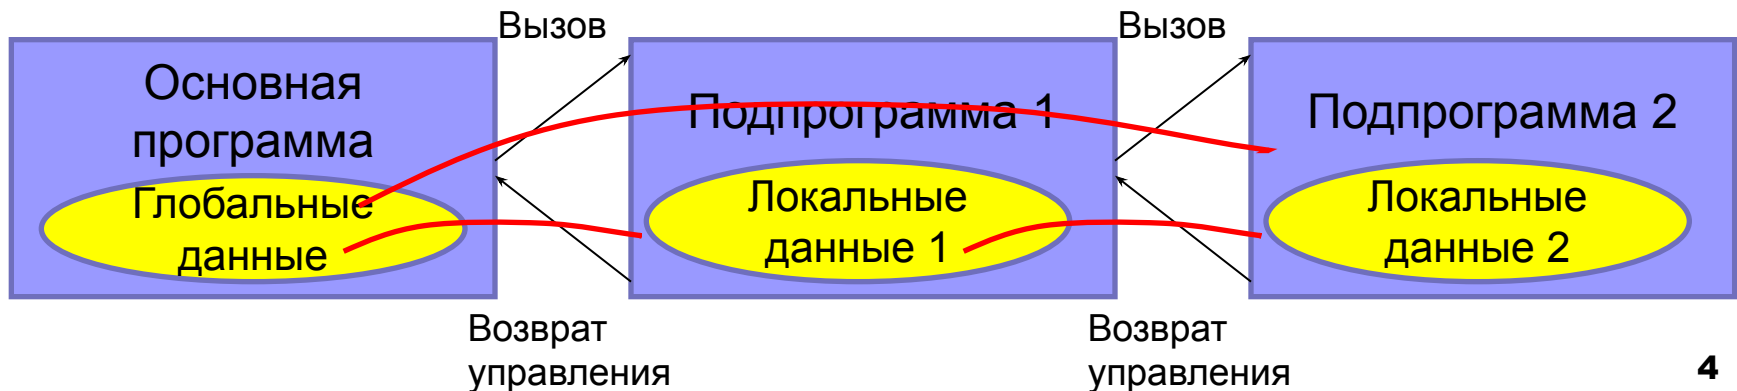 Вызов
Вызов
Основная
программа
Подпрограмма 1
Подпрограмма 2
Глобальные
данные
Локальные
данные 1
Локальные
данные 2
Возврат
управления
Возврат
управления
4